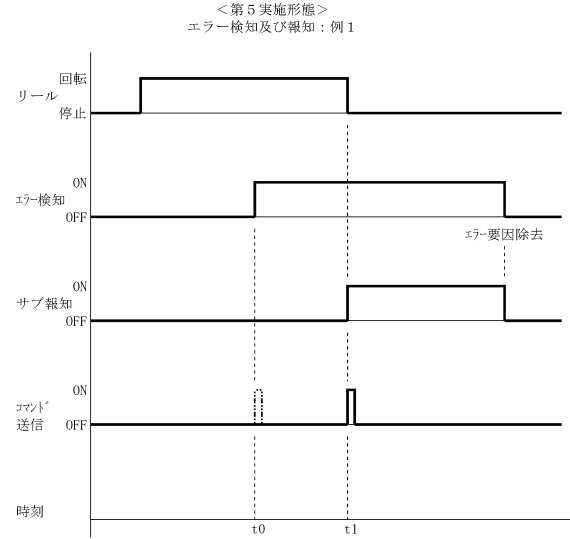 ＜第５実施形態＞
エラー検知及び報知：例１
回転
リール
停止
ON
ｴﾗｰ検知
OFF
ｴﾗｰ要因除去
ON
サブ報知
OFF
ON
ｺﾏﾝﾄﾞ
送信 OFF
時刻
t0 t1